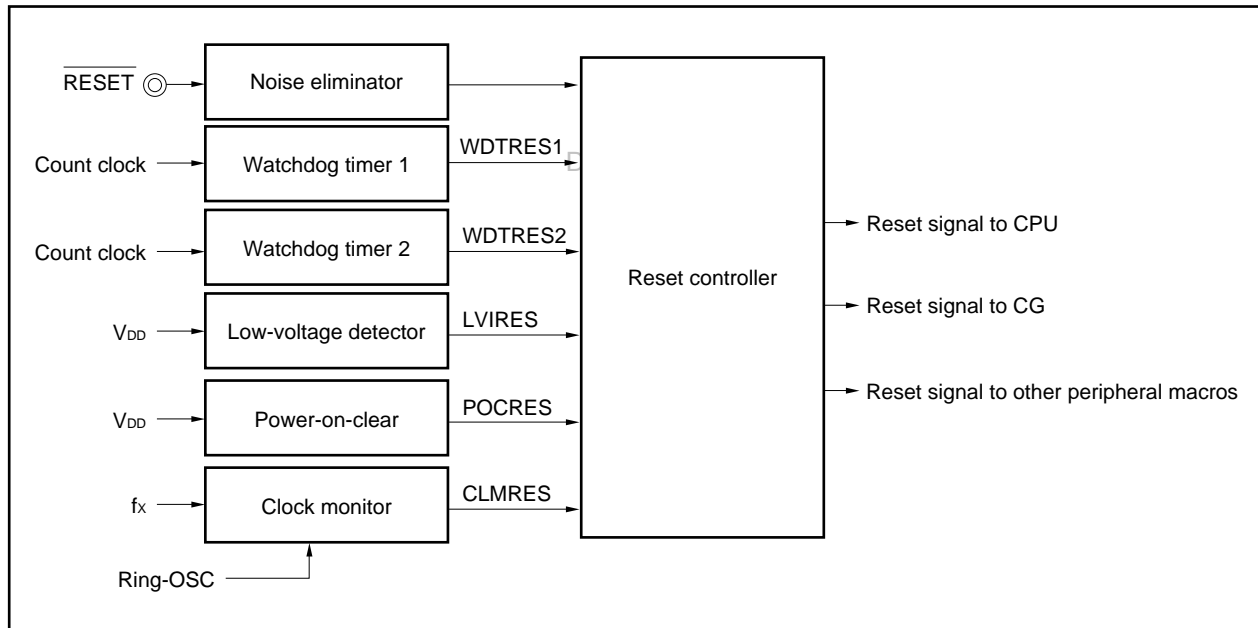 RESET
Noise eliminator
Count clock
Watchdog timer 1
WDTRES1
D
Count clock
Watchdog timer 2
WDTRES2
Reset controller
Reset signal to CPU
VDD
Low-voltage detector
LVIRES
Reset signal to CG
VDD
Power-on-clear
POCRES
Reset signal to other peripheral macros
fX
Clock monitor
CLMRES
Ring-OSC